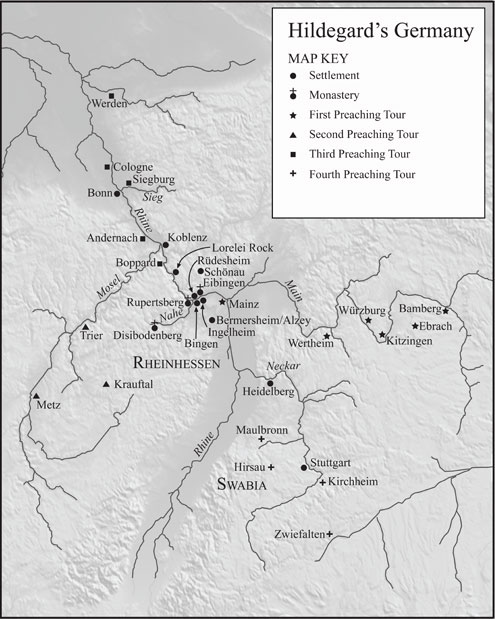 Hildegard's Germany
MAP KEY
Settlement
Monastery
First Preaching Tour
Second Preaching Tour
Third Preaching Tour
Fourth Preaching Tour
Werden
Cologne
Siegburg
Bonn
Sieg
Rhine
Andernach
Koblenz
Lorelei Rock
Boppard
Rüdesheim
Schönau
Eibingen
Mosel
Main
Rupertsberg
Mainz
Nahe
Bermersheim/Alzey
Ingelheim
Bingen
Disibodenberg
Trier
Würzburg
Bamberg
Ebrach
Kitzingen
Wertheim
RHEINHESSEN
Neckar
Krauftal
Heidelberg
Metz
Maulbronn
Rhine
Hirsau
Stuttgart
SWABIA
Kirchheim
Zwiefalten